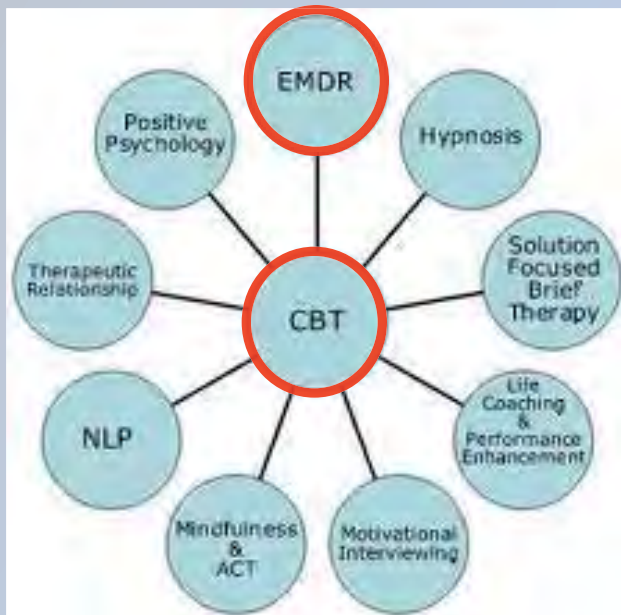 EMDR
Positive
Psychology
Hypnosis
Therapeutic
Relationship
CBT
Solution
Focused
Brief
Therapy
NLP
Life
Coaching
&
Performance
Enhancement
Mindfulness
&
ACT
Motivational
Interviewing